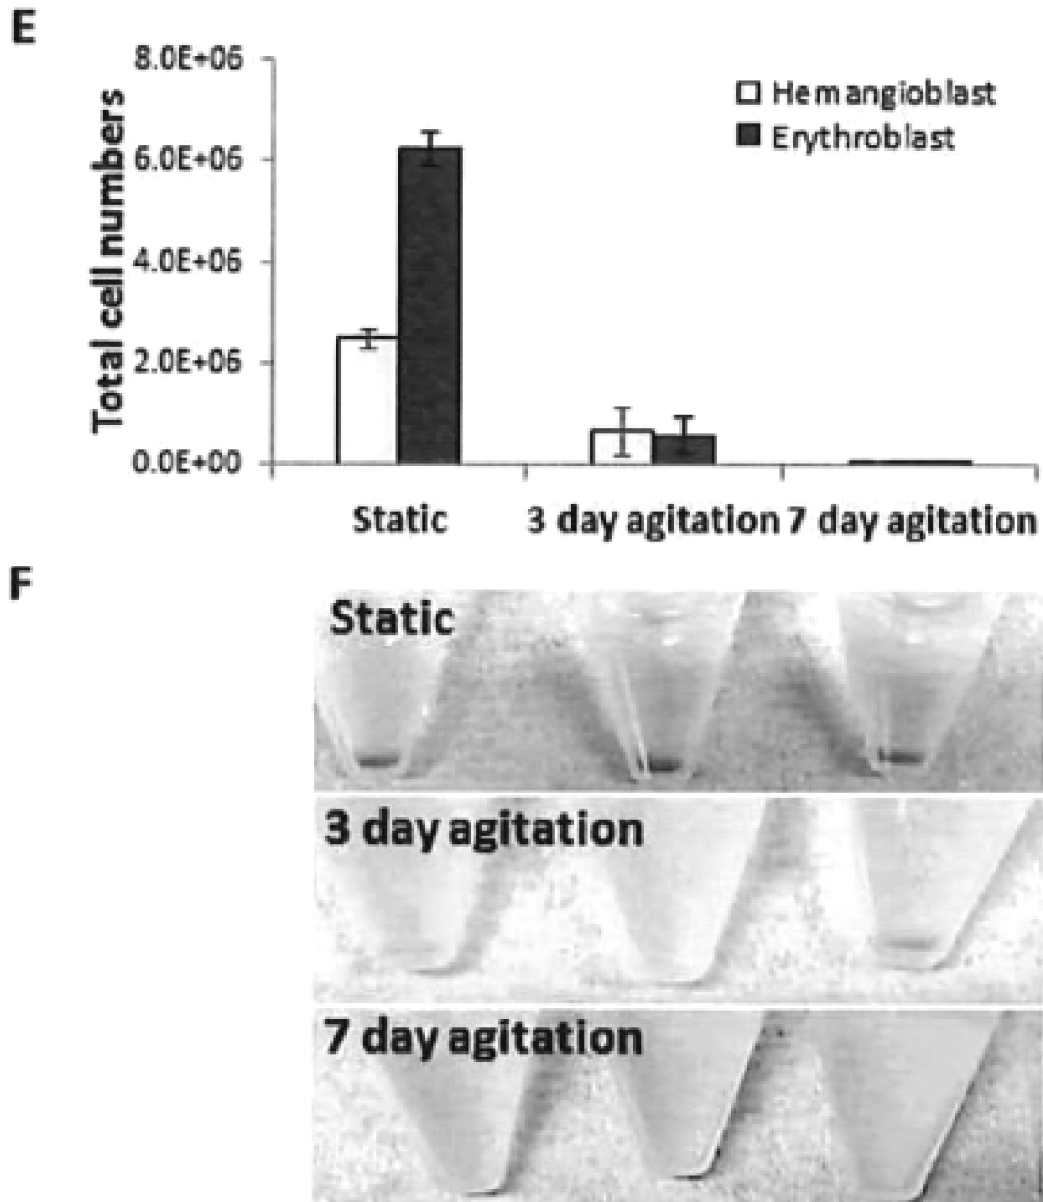 E
8.0E+06
6.0E+06
4.0E+06
2.0E+06
0.0E+00
Total cell numbers
Hemangioblast
Erythroblast
Static
3 day agitation
7 day agitation
F
Static
3 day agitation
7 day agitation